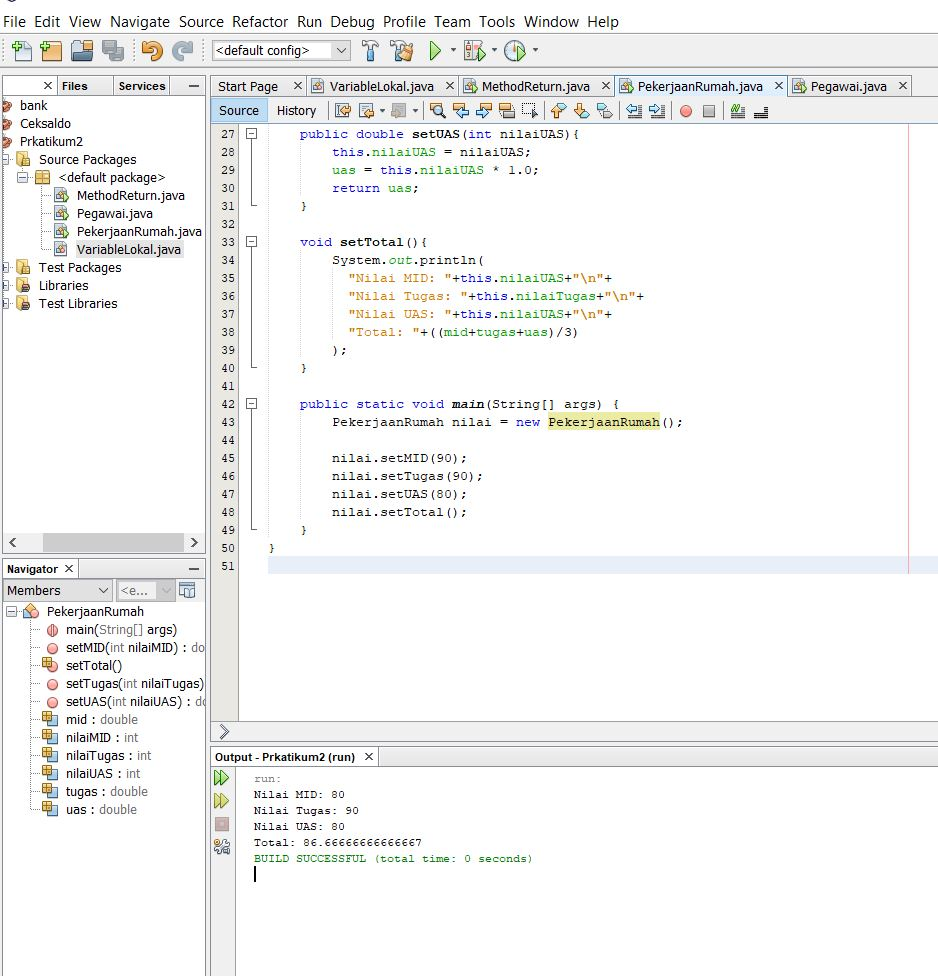 File Edit View Navigate Source Refactor Run Debug Profile Team Tools Window Help
<default config>
Files Services
bank
Ceksaldo
Prkatikum2
Source Packages
<default package>
MethodReturn.java
Pegawai.java
PekerjaanRumah.java
VariableLokal.java
Test Packages
Libraries
Test Libraries
Navigator
Members <e...
PekerjaanRumah
main(String[] args)
setMID(int nilaiMID) : do
setTotal()
setTugas(int nilaiTugas)
setUAS(int nilaiUAS) : do
mid : double
nilaiMID : int
nilaiTugas : int
nilaiUAS : int
tugas : double
uas : double
Start Page VariableLokal.java MethodReturn.java PekerjaanRumah.java Pegawai.java
Source History
27 public double setUAS(int nilaiUAS){
28 this.nilaiUAS = nilaiUAS;
29 uas = this.nilaiUAS * 1.0;
30 return uas;
31 }
32
33 void setTotal(){
34 System.out.println(
35 "Nilai MID: "+this.nilaiUAS+"\n"+
36 "Nilai Tugas: "+this.nilaiTugas+"\n"+
37 "Nilai UAS: "+this.nilaiUAS+"\n"+
38 "Total: "+((mid+tugas+uas)/3)
39 );
40 }
41
42 public static void main(String[] args) {
43 PekerjaanRumah nilai = new PekerjaanRumah();
44
45 nilai.setMID(90);
46 nilai.setTugas(90);
47 nilai.setUAS(80);
48 nilai.setTotal();
49 }
50 }
51
Output - Prkatikum2 (run)
run:
Nilai MID: 80
Nilai Tugas: 90
Nilai UAS: 80
Total: 86.66666666666667
BUILD SUCCESSFUL (total time: 0 seconds)